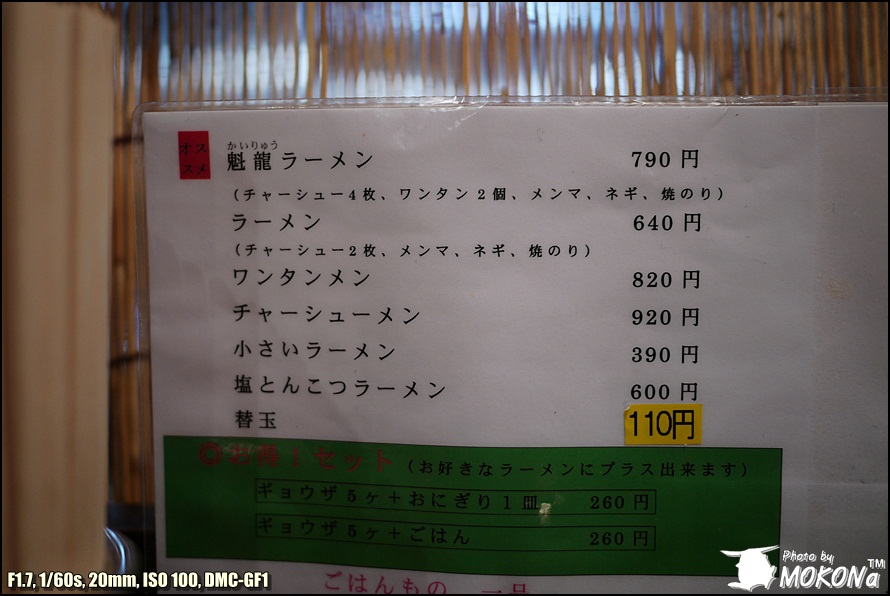 オス
スメ
かいりゅう
魁龍ラーメン 790円
(チャーシュー4枚、ワンタン2個、メンマ、ネギ、焼のり)
ラーメン 640円
(チャーシュー2枚、メンマ、ネギ、焼のり)
ワンタンメン 820円
チャーシューメン 920円
小さいラーメン 390円
塩とんこつラーメン 600円
替玉 110円
◎お得!セット(お好きなラーメンにプラス出来ます)
ギョウザ5ヶ+おにぎり1皿 260円
ギョウザ5ヶ+ごはん 260円
ごはんもの 一品
F1.7, 1/60s, 20mm, ISO 100, DMC-GF1
Photo by
MOKONa™